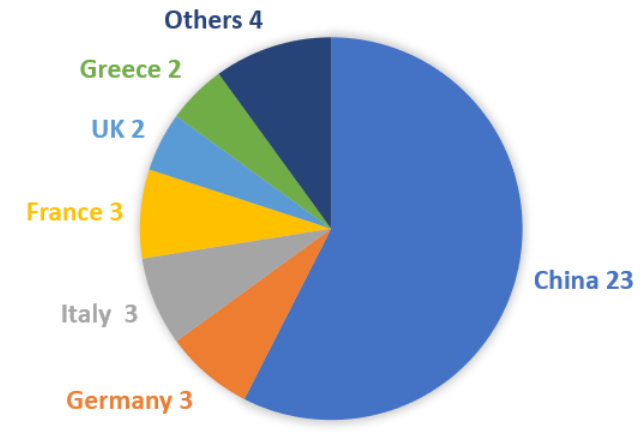 Others 4
Greece 2
UK 2
France 3
China 23
Italy  3
Germany 3